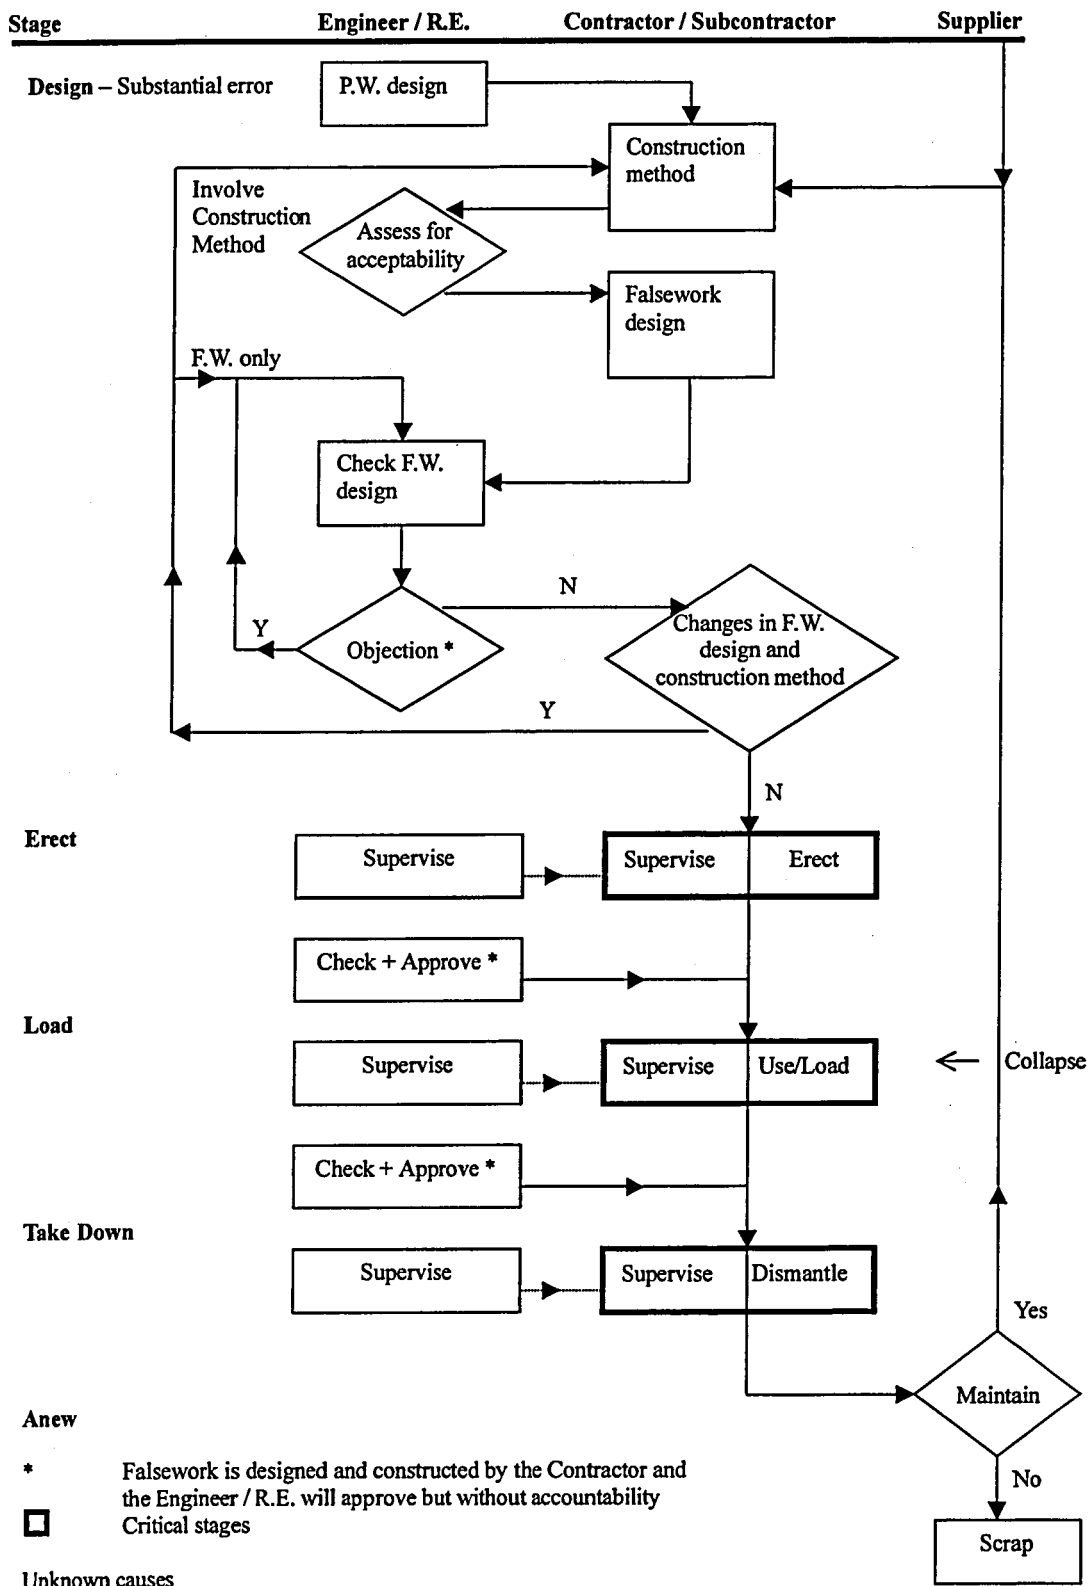 Stage Engineer / R.E. Contractor / Subcontractor Supplier
Design – Substantial error
P.W. design
Construction
method
Involve
Construction
Method
Assess for
acceptability
Falsework
design
F.W. only
Check F.W.
design
N
Y
Objection *
Changes in F.W.
design and
construction method
Y
N
Erect
Supervise
Supervise Erect
Check + Approve *
Load
Supervise
Supervise Use/Load
Collapse
Check + Approve *
Take Down
Supervise
Supervise Dismantle
Yes
Maintain
Anew
* Falsework is designed and constructed by the Contractor and
the Engineer / R.E. will approve but without accountability
Critical stages
No
Scrap
Unknown causes